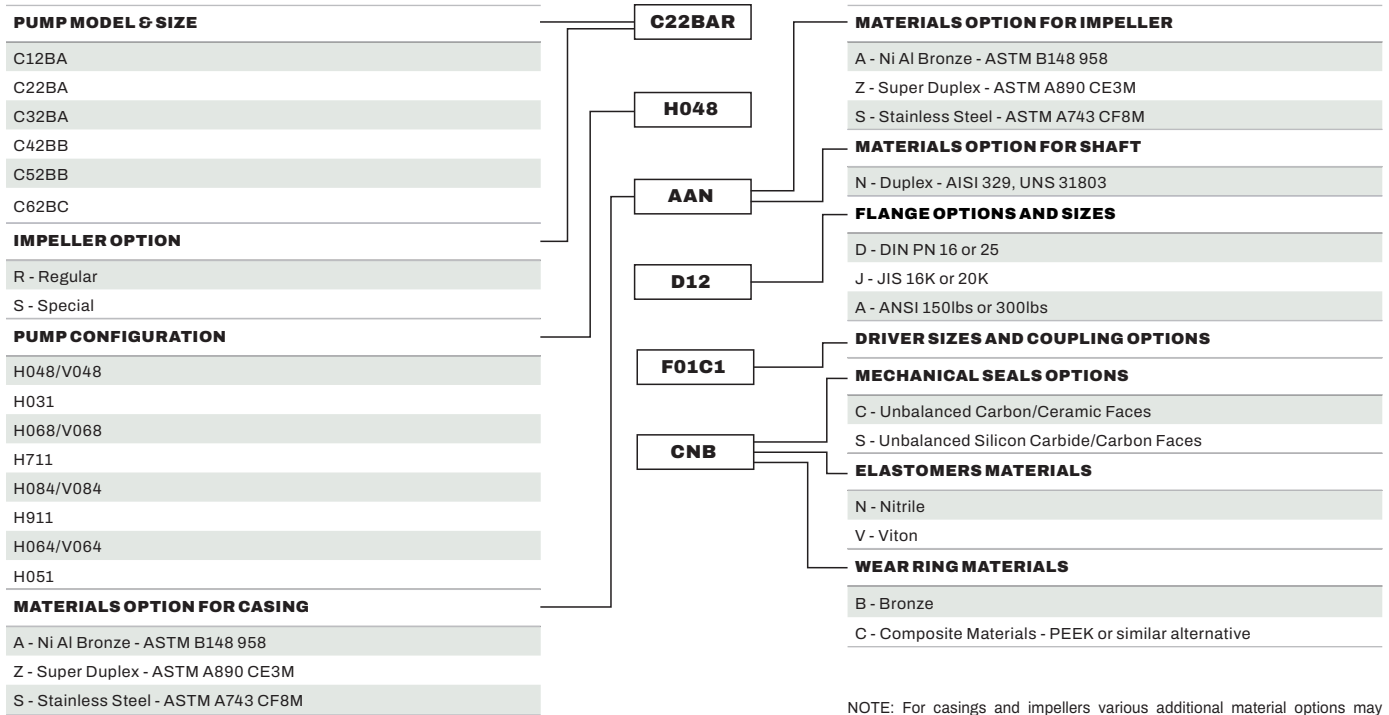 PUMP MODEL & SIZE
C12BA
C22BA
C32BA
C42BB
C52BB
C62BC
IMPELLER OPTION
R - Regular
S - Special
PUMP CONFIGURATION
H048/V048
H031
H068/V068
H711
H084/V084
H911
H064/V064
H051
MATERIALS OPTION FOR CASING
A - Ni Al Bronze - ASTM B148 958
Z - Super Duplex - ASTM A890 CE3M
S - Stainless Steel - ASTM A743 CF8M
C22BAR
H048
AAN
D12
F01C1
CNB
MATERIALS OPTION FOR IMPELLER
A - Ni Al Bronze - ASTM B148 958
Z - Super Duplex - ASTM A890 CE3M
S - Stainless Steel - ASTM A743 CF8M
MATERIALS OPTION FOR SHAFT
N - Duplex - AISI 329, UNS 31803
FLANGE OPTIONS AND SIZES
D - DIN PN 16 or 25
J - JIS 16K or 20K
A - ANSI 150lbs or 300lbs
DRIVER SIZES AND COUPLING OPTIONS
MECHANICAL SEALS OPTIONS
C - Unbalanced Carbon/Ceramic Faces
S - Unbalanced Silicon Carbide/Carbon Faces
ELASTOMERS MATERIALS
N - Nitrile
V - Viton
WEAR RING MATERIALS
B - Bronze
C - Composite Materials - PEEK or similar alternative
NOTE: For casings and impellers various additional material options may